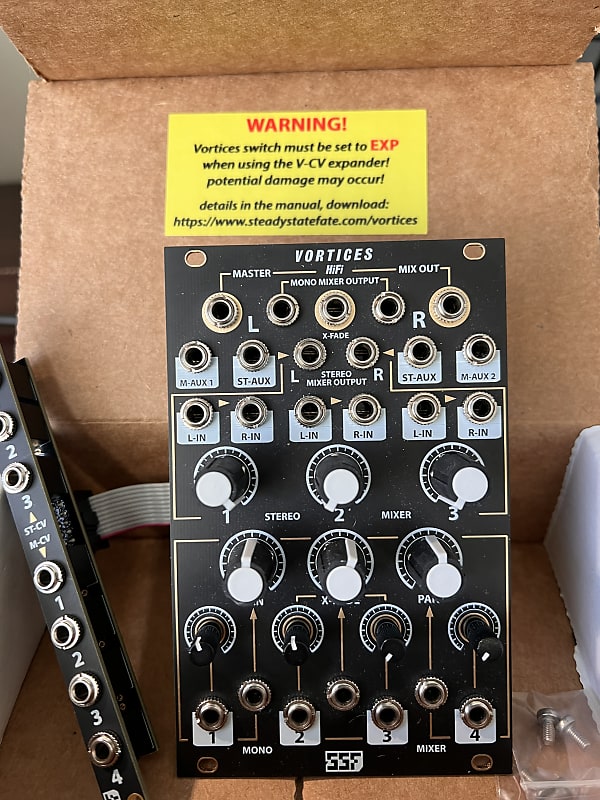 WARNING!
Vortices switch must be set to EXP
when using the V-CV expander!
potential damage may occur!
details in the manual, download:
https://www.steadystatefate.com/vortices
VORTICES
HiFi
MASTER
MIX OUT
MONO MIXER OUTPUT
L
R
X-FADE
M-AUX 1
ST-AUX
L
STEREO
MIXER OUTPUT
R
ST-AUX
M-AUX 2
L-IN
R-IN
L-IN
R-IN
L-IN
R-IN
1
STEREO
2
MIXER
3
1
MONO
2
3
MIXER
4
SSF
2
3
ST-CV
M-CV
1
2
3
4